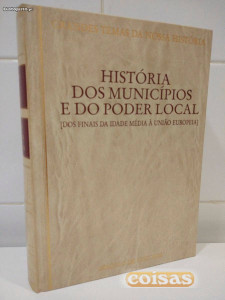 HISTÓRIA
DOS MUNICÍPIOS
E DO PODER LOCAL
[DOS FINAIS DA IDADE MÉDIA À UNIÃO EUROPEIA]
coisas